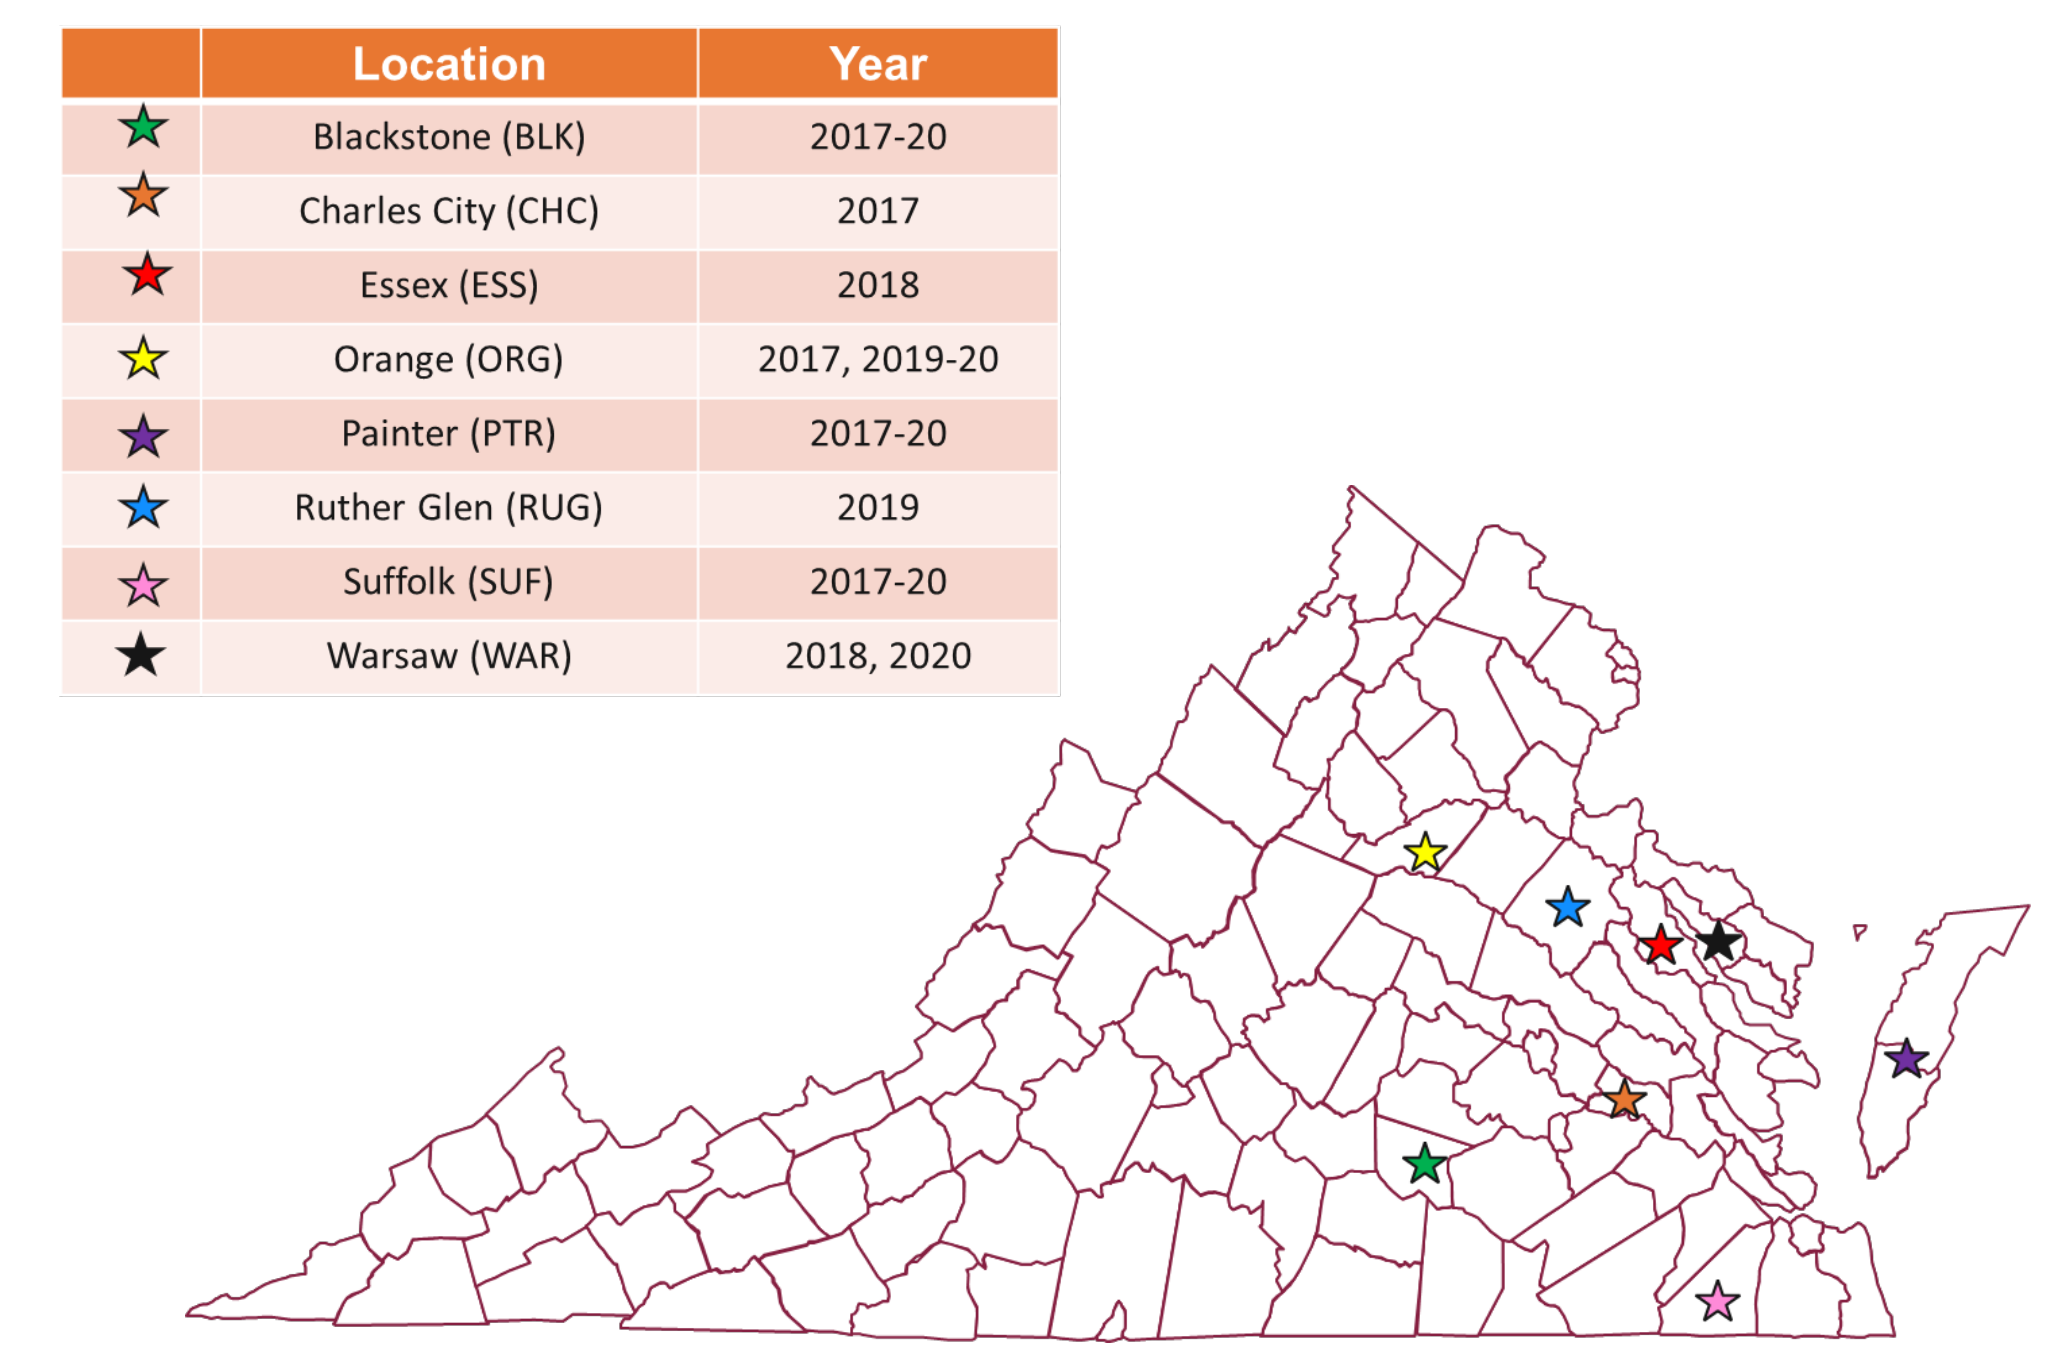 Location Year
Blackstone (BLK) 2017-20
Charles City (CHC) 2017
Essex (ESS) 2018
Orange (ORG) 2017, 2019-20
Painter (PTR) 2017-20
Ruther Glen (RUG) 2019
Suffolk (SUF) 2017-20
Warsaw (WAR) 2018, 2020